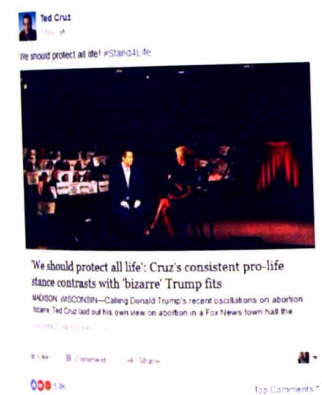 Ted Cruz
We should protect all life! #Stand4Life
'We should protect all life': Cruz's consistent pro-life
stance contrasts with 'bizarre' Trump fits
MADISON, WISCONSIN—Calling Donald Trump's recent oscillations on abortion
bizarre, Ted Cruz laid out his own view on abortion in a Fox News town hall the
Like Comment Share
Top Comments